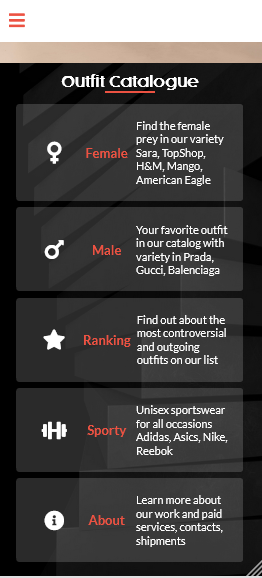 Outfit Catalogue
Female
Find the female
prey in our variety
Sara, TopShop,
H&M, Mango,
American Eagle
Male
Your favorite outfit
in our catalog with
variety in Prada,
Gucci, Balenciaga
Ranking
Find out about the
most controversial
and outgoing
outfits on our list
Sporty
Unisex sportswear
for all occasions
Adidas, Asics, Nike,
Reebok
About
Learn more about
our work and paid
services, contacts,
shipments